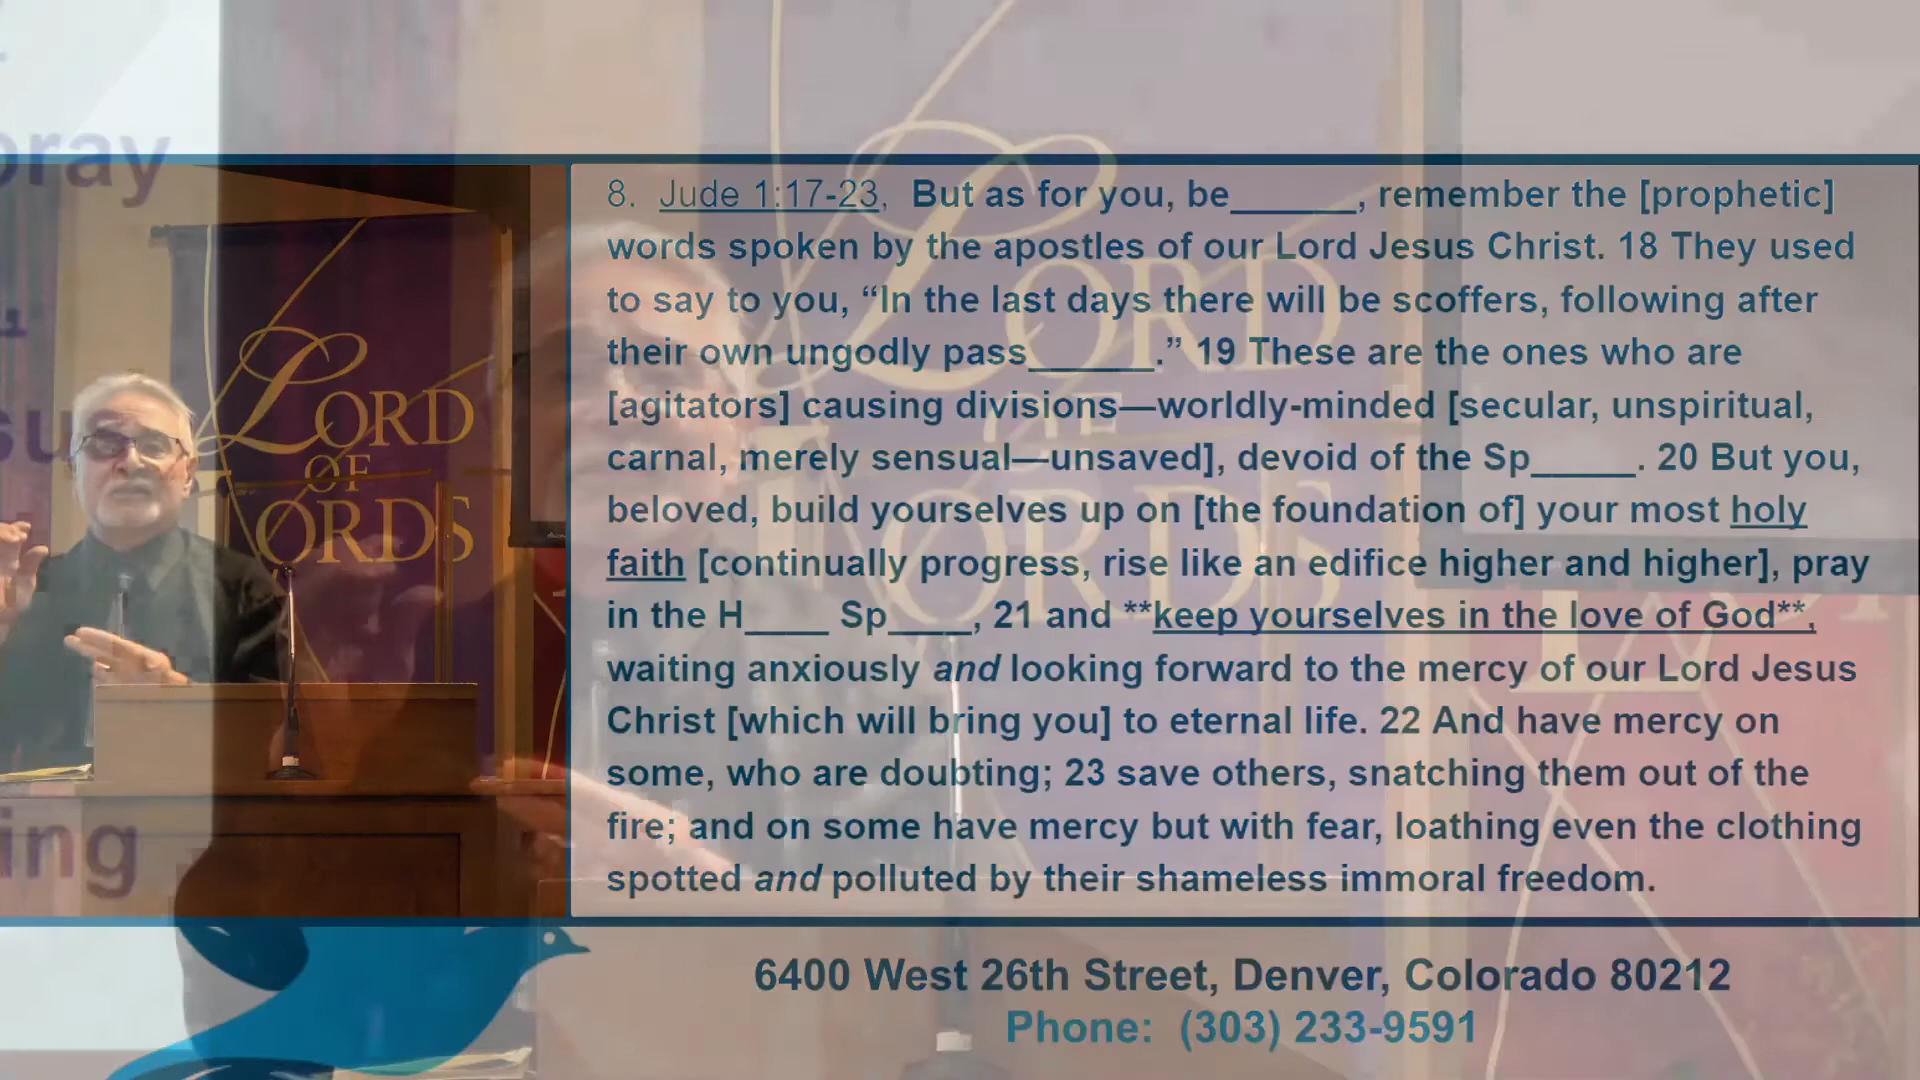 pray
su
ing
LORD
OF
LORDS
LORD
OF
LORDS
8. Jude 1:17-23, But as for you, be______, remember the [prophetic]
words spoken by the apostles of our Lord Jesus Christ. 18 They used
to say to you, “In the last days there will be scoffers, following after
their own ungodly pass______.” 19 These are the ones who are
[agitators] causing divisions—worldly-minded [secular, unspiritual,
carnal, merely sensual—unsaved], devoid of the Sp_____. 20 But you,
beloved, build yourselves up on [the foundation of] your most holy
faith [continually progress, rise like an edifice higher and higher], pray
in the H____ Sp____, 21 and **keep yourselves in the love of God**,
waiting anxiously and looking forward to the mercy of our Lord Jesus
Christ [which will bring you] to eternal life. 22 And have mercy on
some, who are doubting; 23 save others, snatching them out of the
fire; and on some have mercy but with fear, loathing even the clothing
spotted and polluted by their shameless immoral freedom.
6400 West 26th Street, Denver, Colorado 80212
Phone: (303) 233-9591